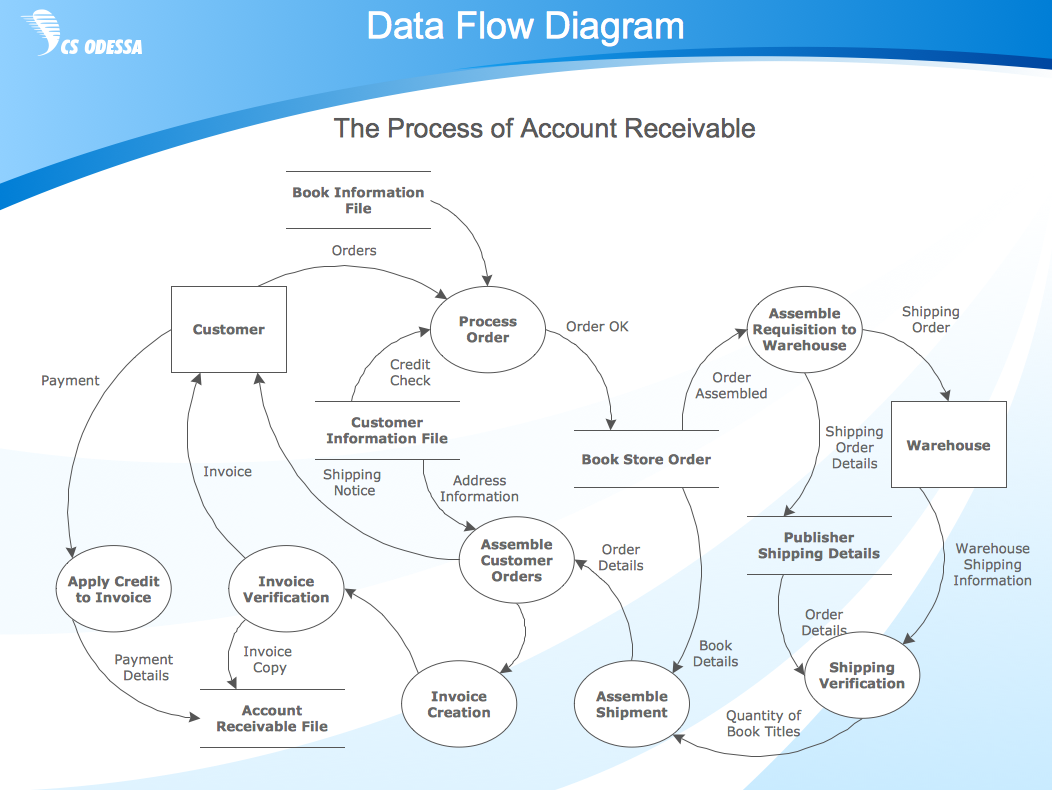 CS ODESSA
Data Flow Diagram
The Process of Account Receivable
Book Information
File
Orders
Customer
Process
Order
Order OK
Assemble
Requisition to
Warehouse
Shipping
Order
Payment
Credit
Check
Order
Assembled
Customer
Information File
Book Store Order
Shipping
Order
Details
Warehouse
Invoice
Shipping
Notice
Address
Information
Publisher
Shipping Details
Assemble
Customer
Orders
Order
Details
Warehouse
Shipping
Information
Apply Credit
to Invoice
Invoice
Verification
Order
Details
Payment
Details
Invoice
Copy
Book
Details
Shipping
Verification
Account
Receivable File
Invoice
Creation
Assemble
Shipment
Quantity of
Book Titles